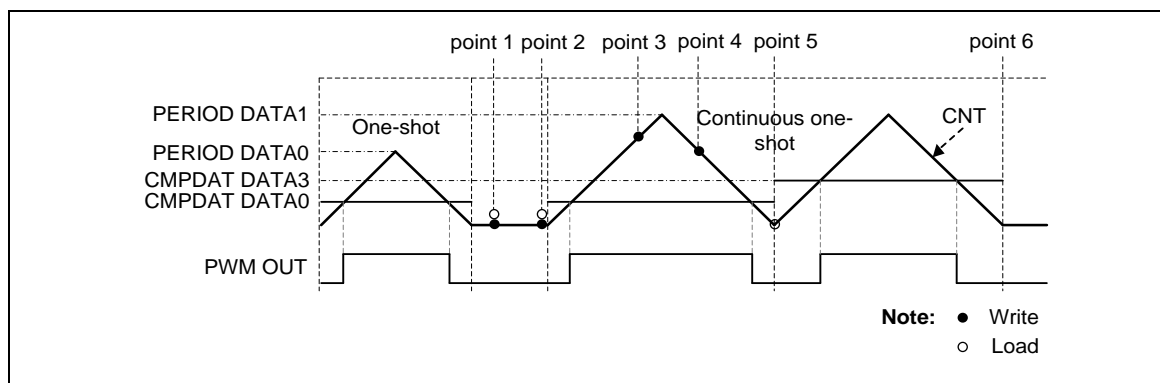 point 1 point 2 point 3 point 4 point 5 point 6
PERIOD DATA1
One-shot
Continuous one-
shot
CNT
PERIOD DATA0
CMPDAT DATA3
CMPDAT DATA0
PWM OUT
Note: ● Write
○ Load